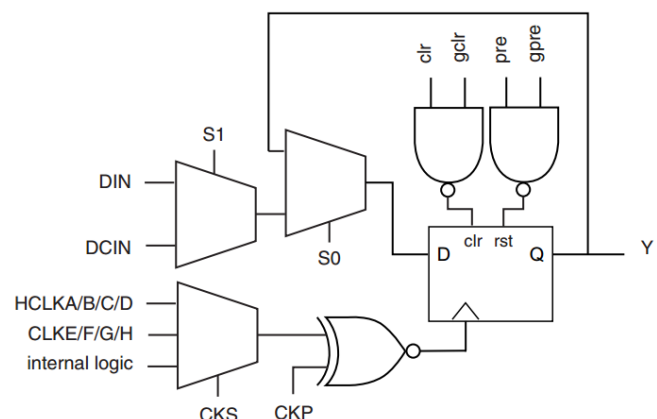 clr gclr pre gpre
S1
DIN
DCIN
S0
clr rst
D Q
Y
HCLKA/B/C/D
CLKE/F/G/H
internal logic
CKS
CKP